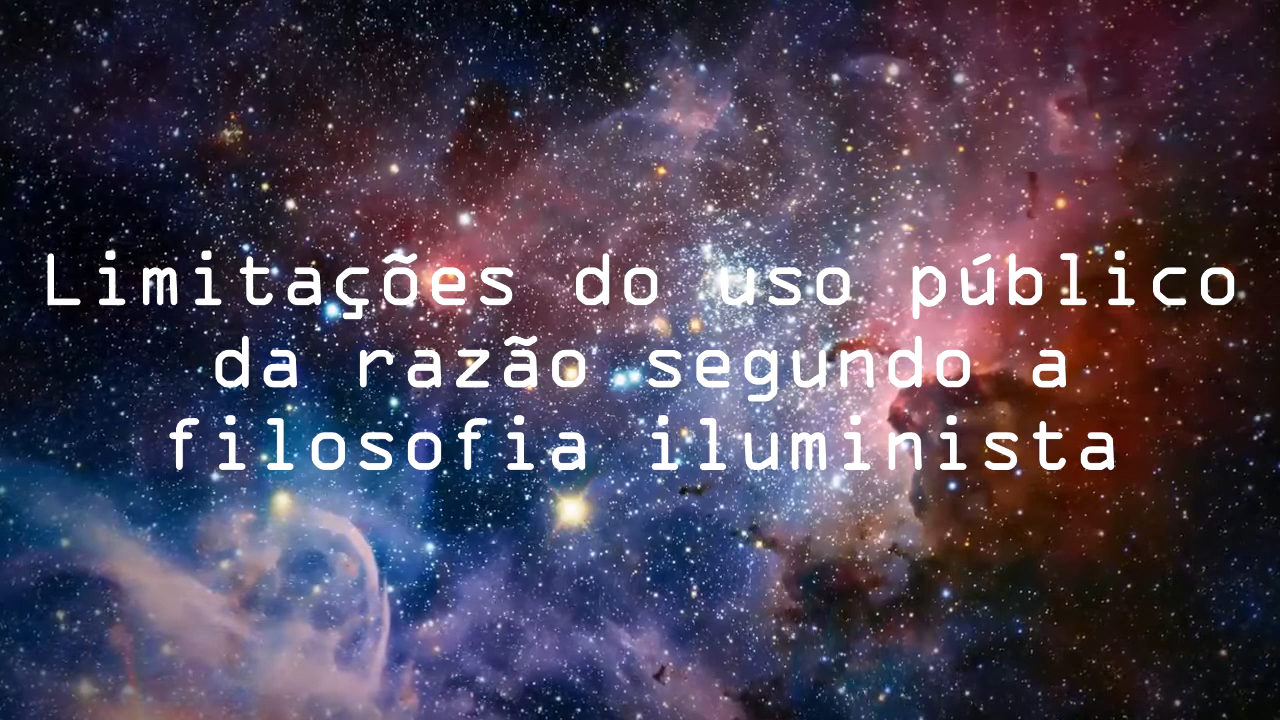 Limitações do uso público
da razão segundo a
filosofia iluminista